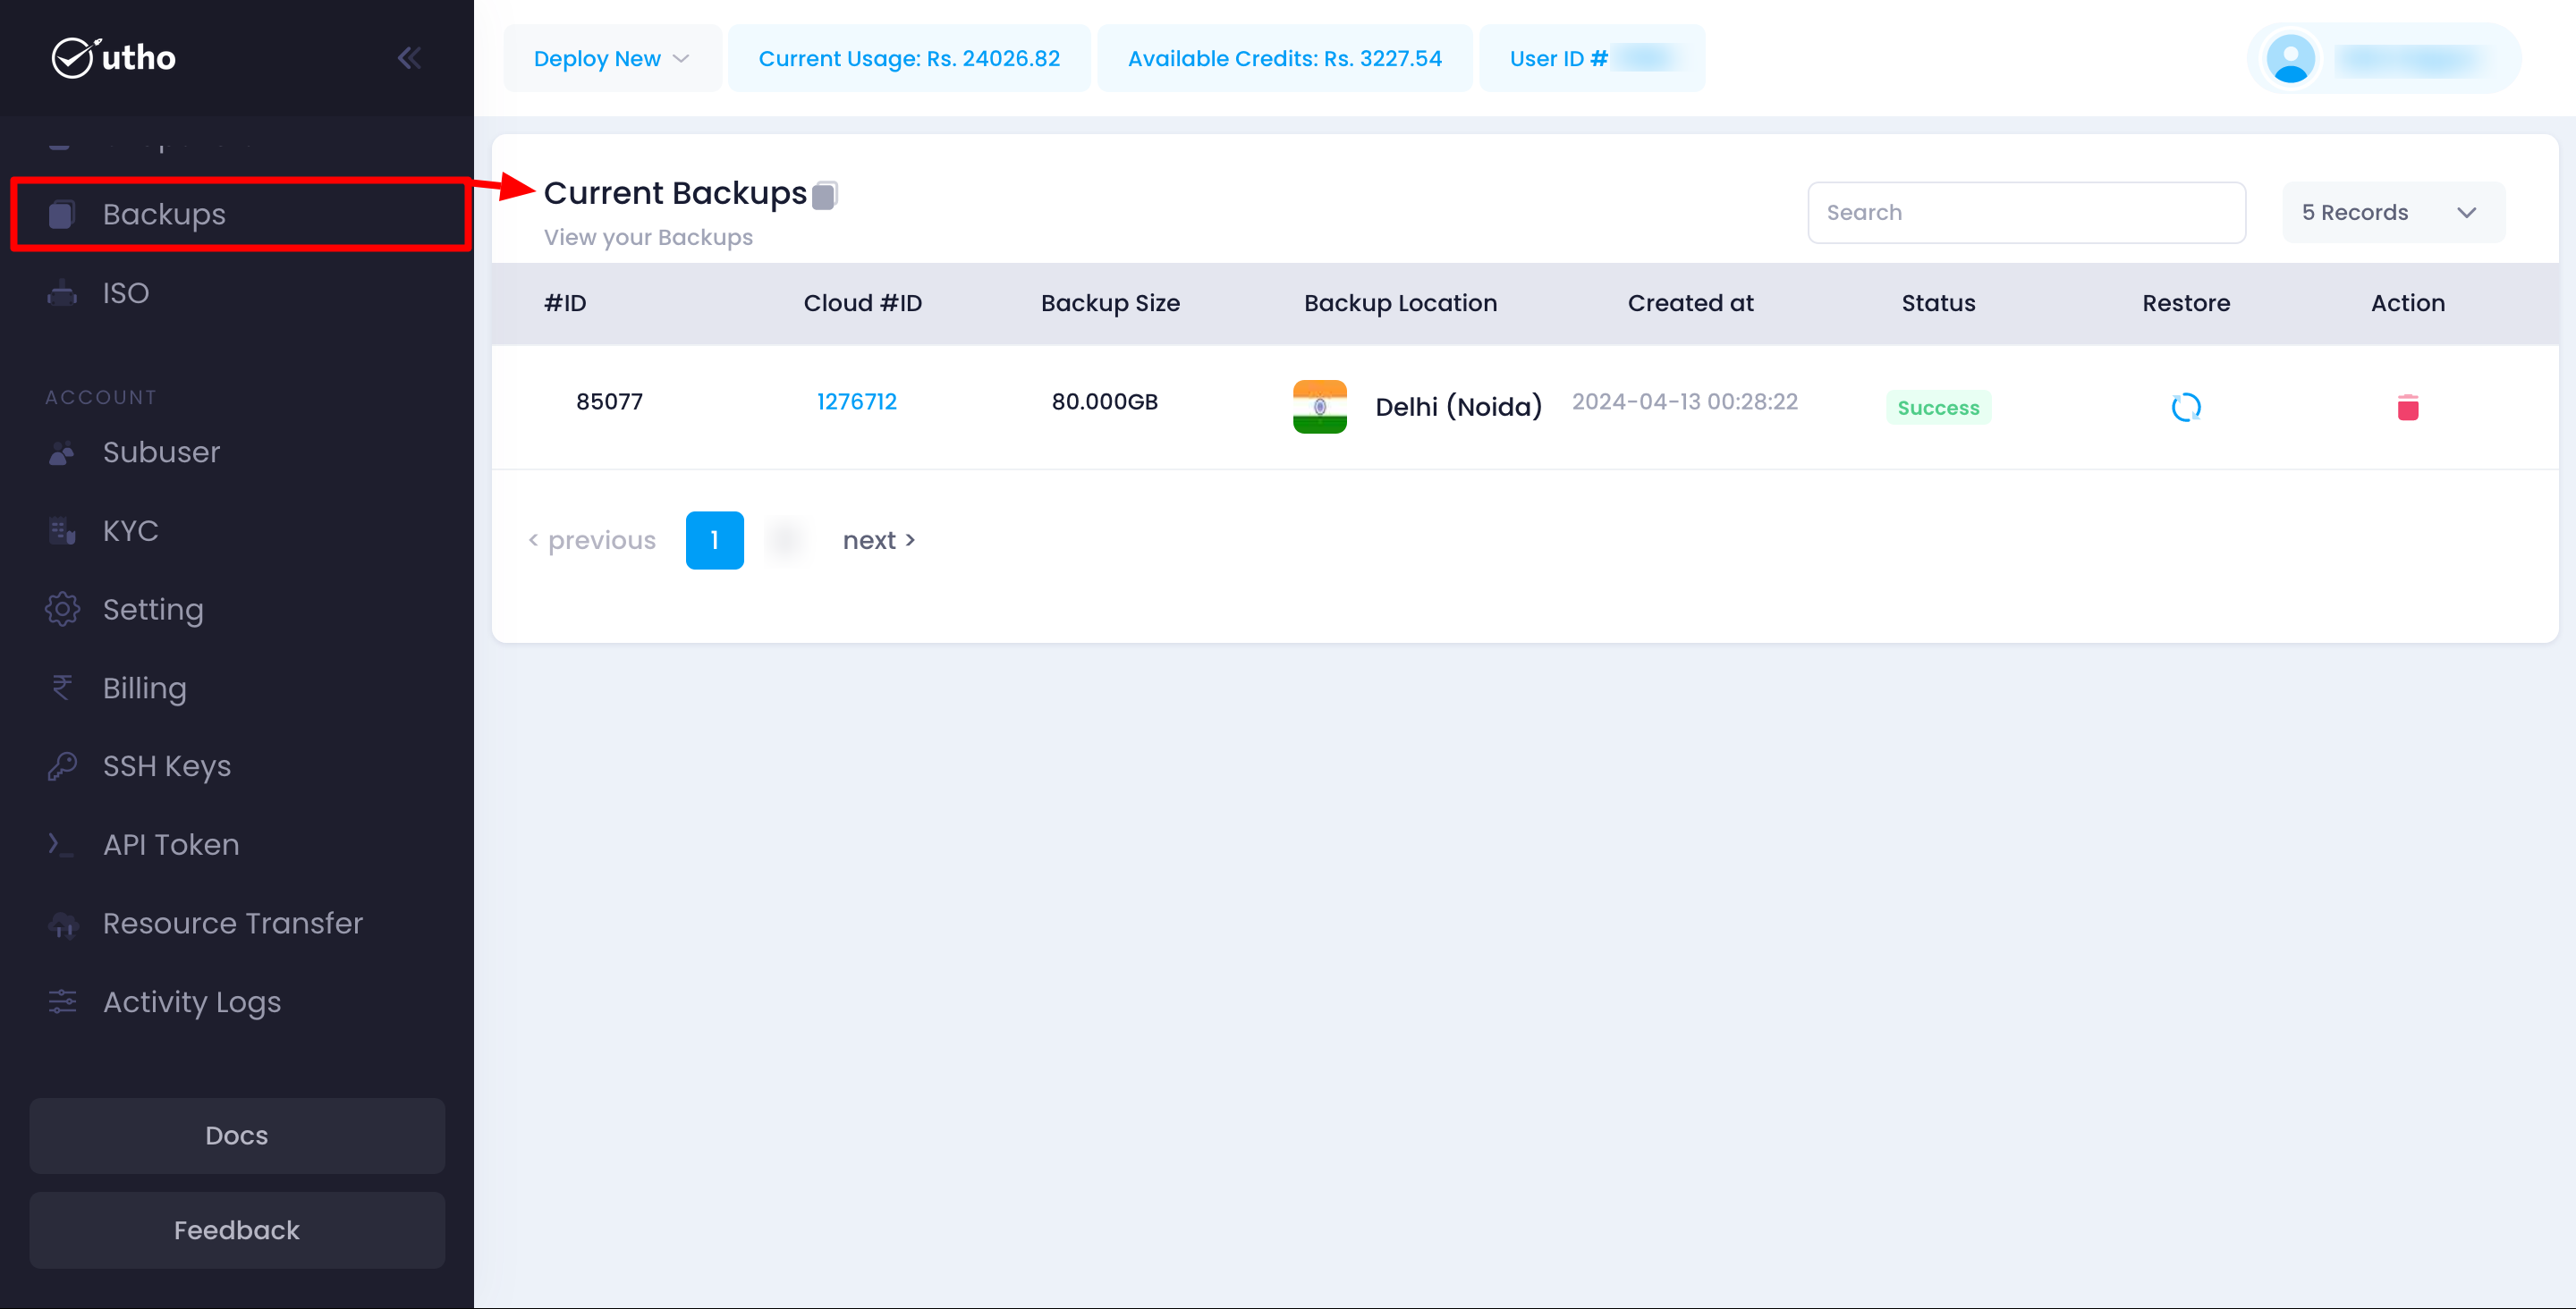 utho
Deploy New
Current Usage: Rs. 24026.82
Available Credits: Rs. 3227.54
User ID #
Backups
ISO
ACCOUNT
Subuser
KYC
Setting
Billing
SSH Keys
API Token
Resource Transfer
Activity Logs
Docs
Feedback
Current Backups
View your Backups
Search
5 Records
#ID Cloud #ID Backup Size Backup Location Created at Status Restore Action
85077 1276712 80.000GB Delhi (Noida) 2024-04-13 00:28:22 Success
< previous 1 next >